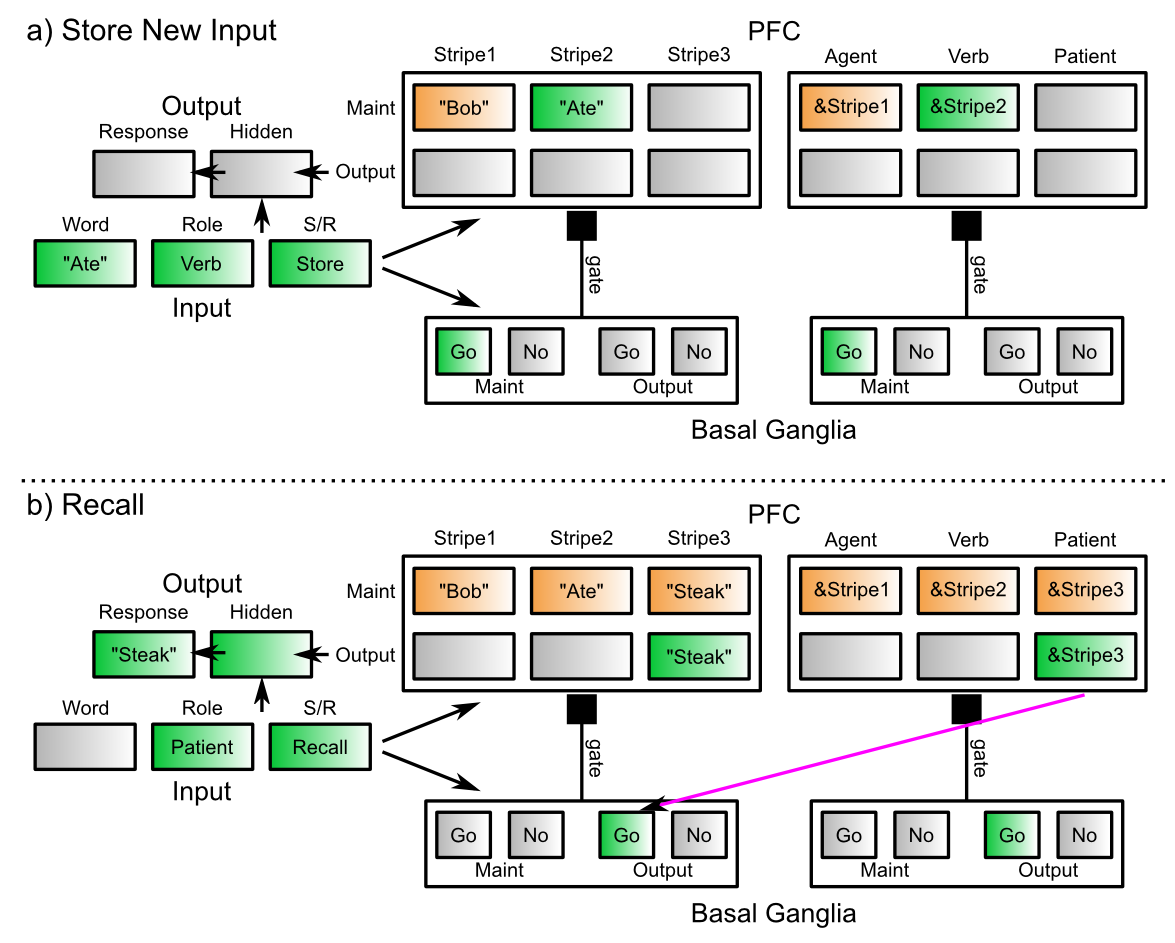 a) Store New Input
PFC
Stripe1 Stripe2 Stripe3 Agent Verb Patient
Output
Maint "Bob" "Ate" &Stripe1 &Stripe2
Response Hidden
Output
Word Role S/R
"Ate" Verb Store
Input
gate gate
Go No Go No Go No Go No
Maint Output Maint Output
Basal Ganglia
b) Recall
PFC
Stripe1 Stripe2 Stripe3 Agent Verb Patient
Output
Maint "Bob" "Ate" "Steak" &Stripe1 &Stripe2 &Stripe3
Response Hidden
"Steak" Output "Steak" &Stripe3
Word Role S/R
Patient Recall
Input
gate gate
Go No Go No Go No Go No
Maint Output Maint Output
Basal Ganglia